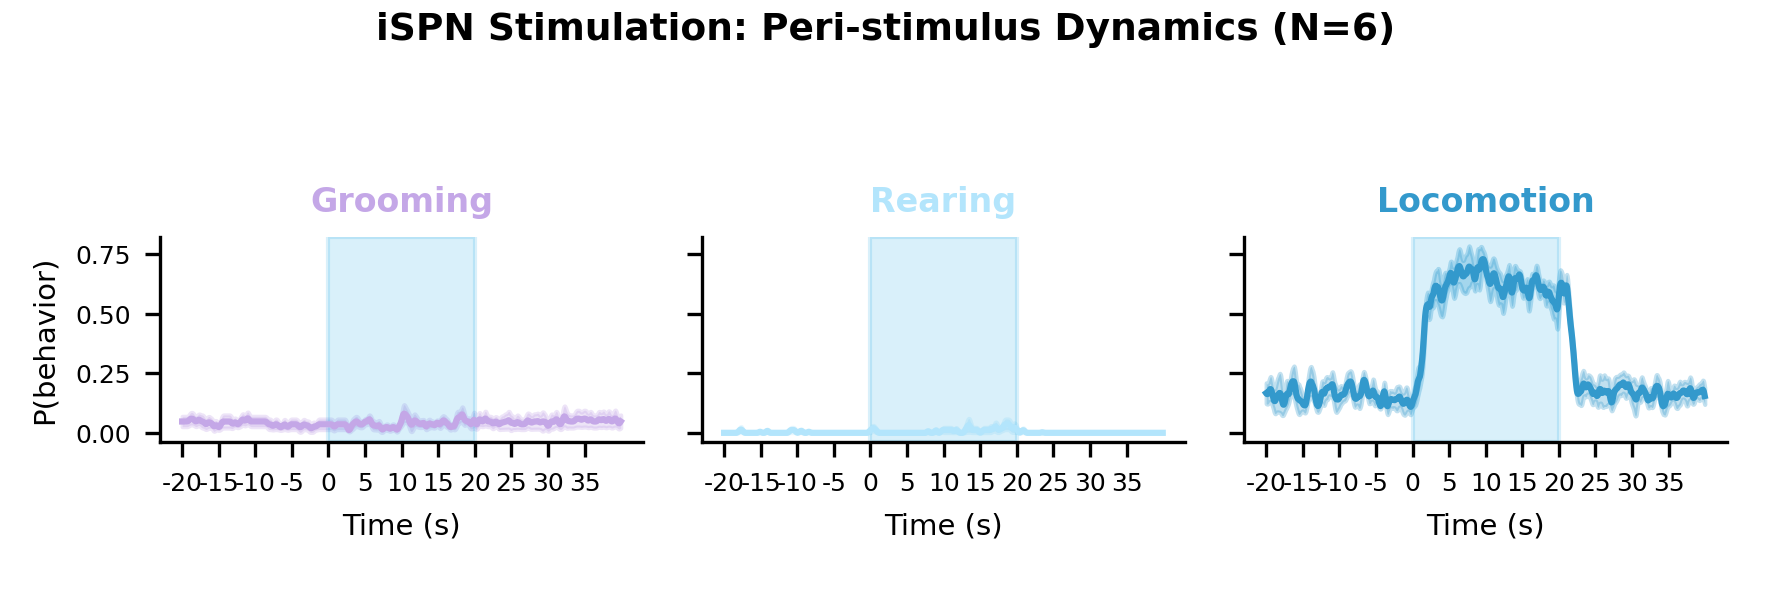 iSPN Stimulation: Peri-stimulus Dynamics (N=6)
Grooming
Rearing
Locomotion
P(behavior)
0.75
0.50
0.25
0.00
-20 -15 -10 -5 0 5 10 15 20 25 30 35
-20 -15 -10 -5 0 5 10 15 20 25 30 35
-20 -15 -10 -5 0 5 10 15 20 25 30 35
Time (s)
Time (s)
Time (s)